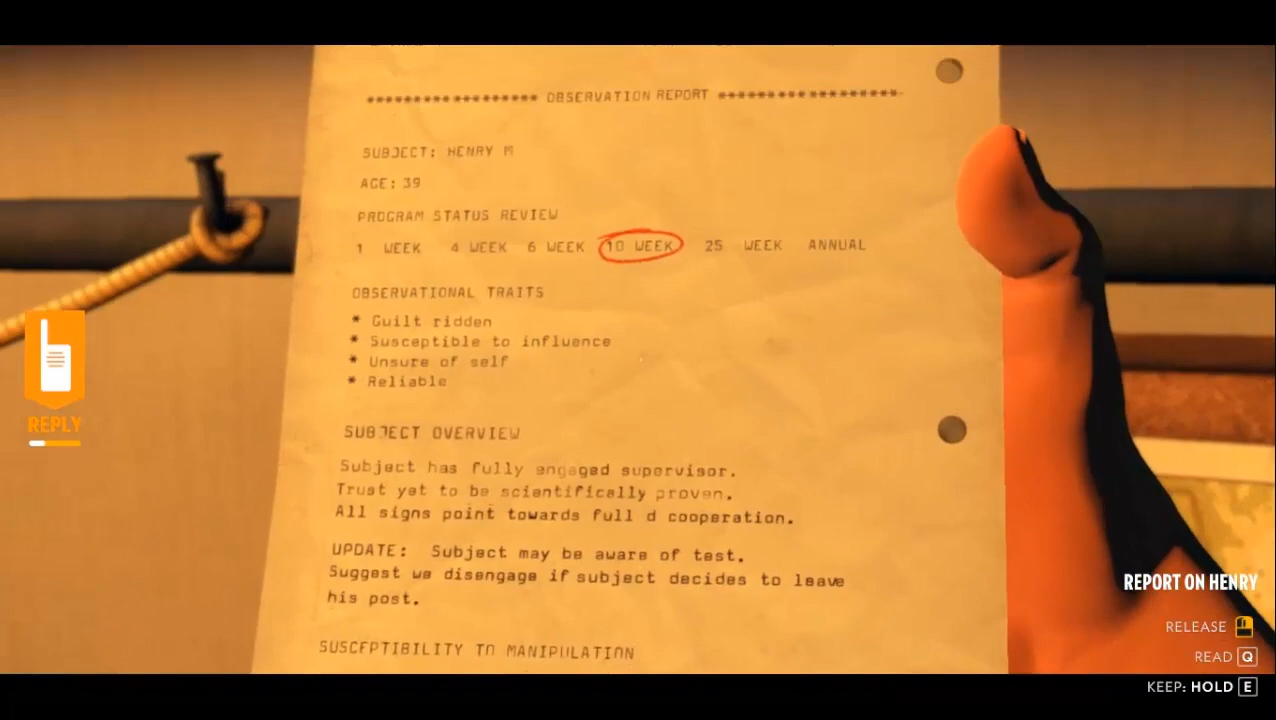 ****************** OBSERVATION REPORT ******************
SUBJECT: HENRY M
AGE: 39
PROGRAM STATUS REVIEW
1 WEEK 4 WEEK 6 WEEK 10 WEEK 25 WEEK ANNUAL
OBSERVATIONAL TRAITS
* Guilt ridden
* Susceptible to influence
* Unsure of self
* Reliable
SUBJECT OVERVIEW
Subject has fully engaged supervisor.
Trust yet to be scientifically proven.
All signs point towards full d cooperation.
UPDATE: Subject may be aware of test.
Suggest we disengage if subject decides to leave
his post.
SUSCEPTIBILITY TO MANIPULATION
REPLY
REPORT ON HENRY
RELEASE
READ Q
KEEP: HOLD E